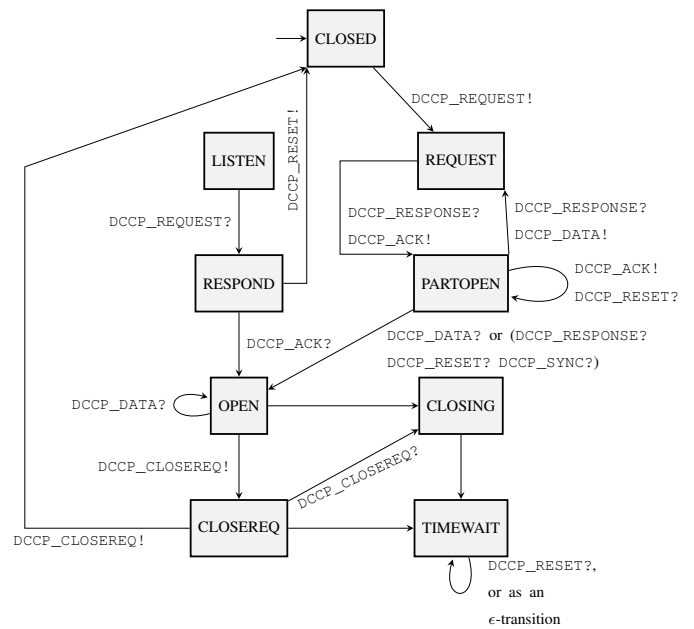 CLOSED
DCCP_REQUEST!
DCCP_RESET!
LISTEN
REQUEST
DCCP_REQUEST?
DCCP_RESPONSE?
DCCP_ACK!
DCCP_RESPONSE?
DCCP_DATA!
RESPOND
PARTOPEN
DCCP_ACK!
DCCP_RESET?
DCCP_ACK?
DCCP_DATA? or (DCCP_RESPONSE?
DCCP_RESET? DCCP_SYNC?)
DCCP_DATA?
OPEN
CLOSING
DCCP_CLOSEREQ!
DCCP_CLOSEREQ?
CLOSEREQ
TIMEWAIT
DCCP_CLOSEREQ!
DCCP_RESET?,
or as an
ϵ-transition